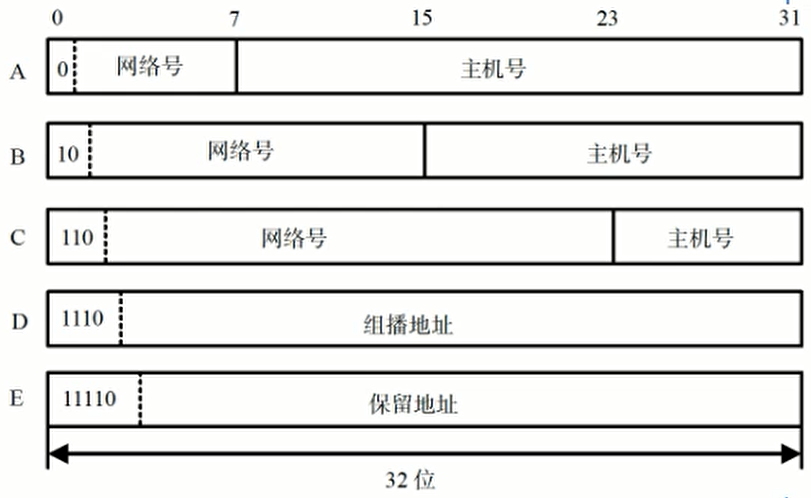 0 7 15 23 31
A 0 网络号 主机号
B 10 网络号 主机号
C 110 网络号 主机号
D 1110 组播地址
E 11110 保留地址
32 位